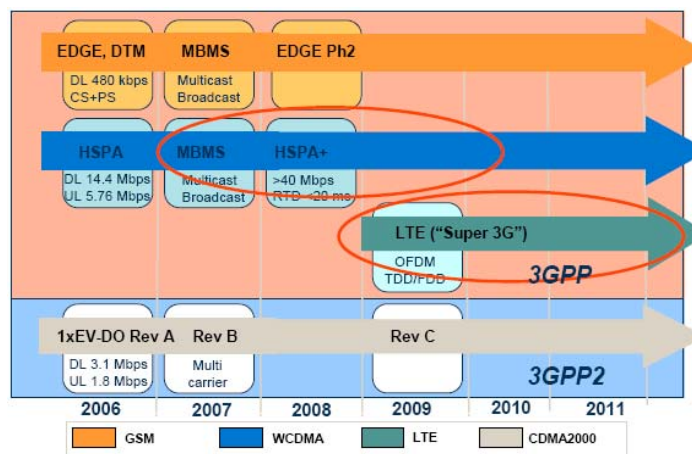 EDGE, DTM MBMS EDGE Ph2
DL 480 kbps Multicast
CS+PS Broadcast
HSPA MBMS HSPA+
DL 14.4 Mbps Multicast >40 Mbps
UL 5.76 Mbps Broadcast RTD <20 ms
LTE ("Super 3G")
OFDM
TDD/FDD
3GPP
1xEV-DO Rev A Rev B Rev C
DL 3.1 Mbps Multi
UL 1.8 Mbps carrier
3GPP2
2006 2007 2008 2009 2010 2011
GSM WCDMA LTE CDMA2000